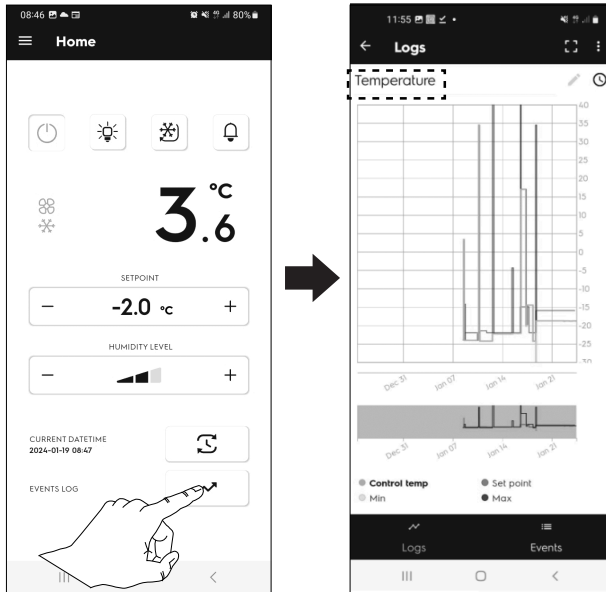 08:46
80%
Home
°C
3.6
SETPOINT
− -2.0 °C +
HUMIDITY LEVEL
− +
CURRENT DATETIME
2024-01-19 08:47
EVENTS LOG
11:55
Logs
Temperature
40
35
30
25
20
15
10
5
0
-5
-10
-15
-20
-25
-30
Dec 31 Jan 07 Jan 14 Jan 21
Dec 31 Jan 07 Jan 14 Jan 21
Control temp Set point
Min Max
Logs Events